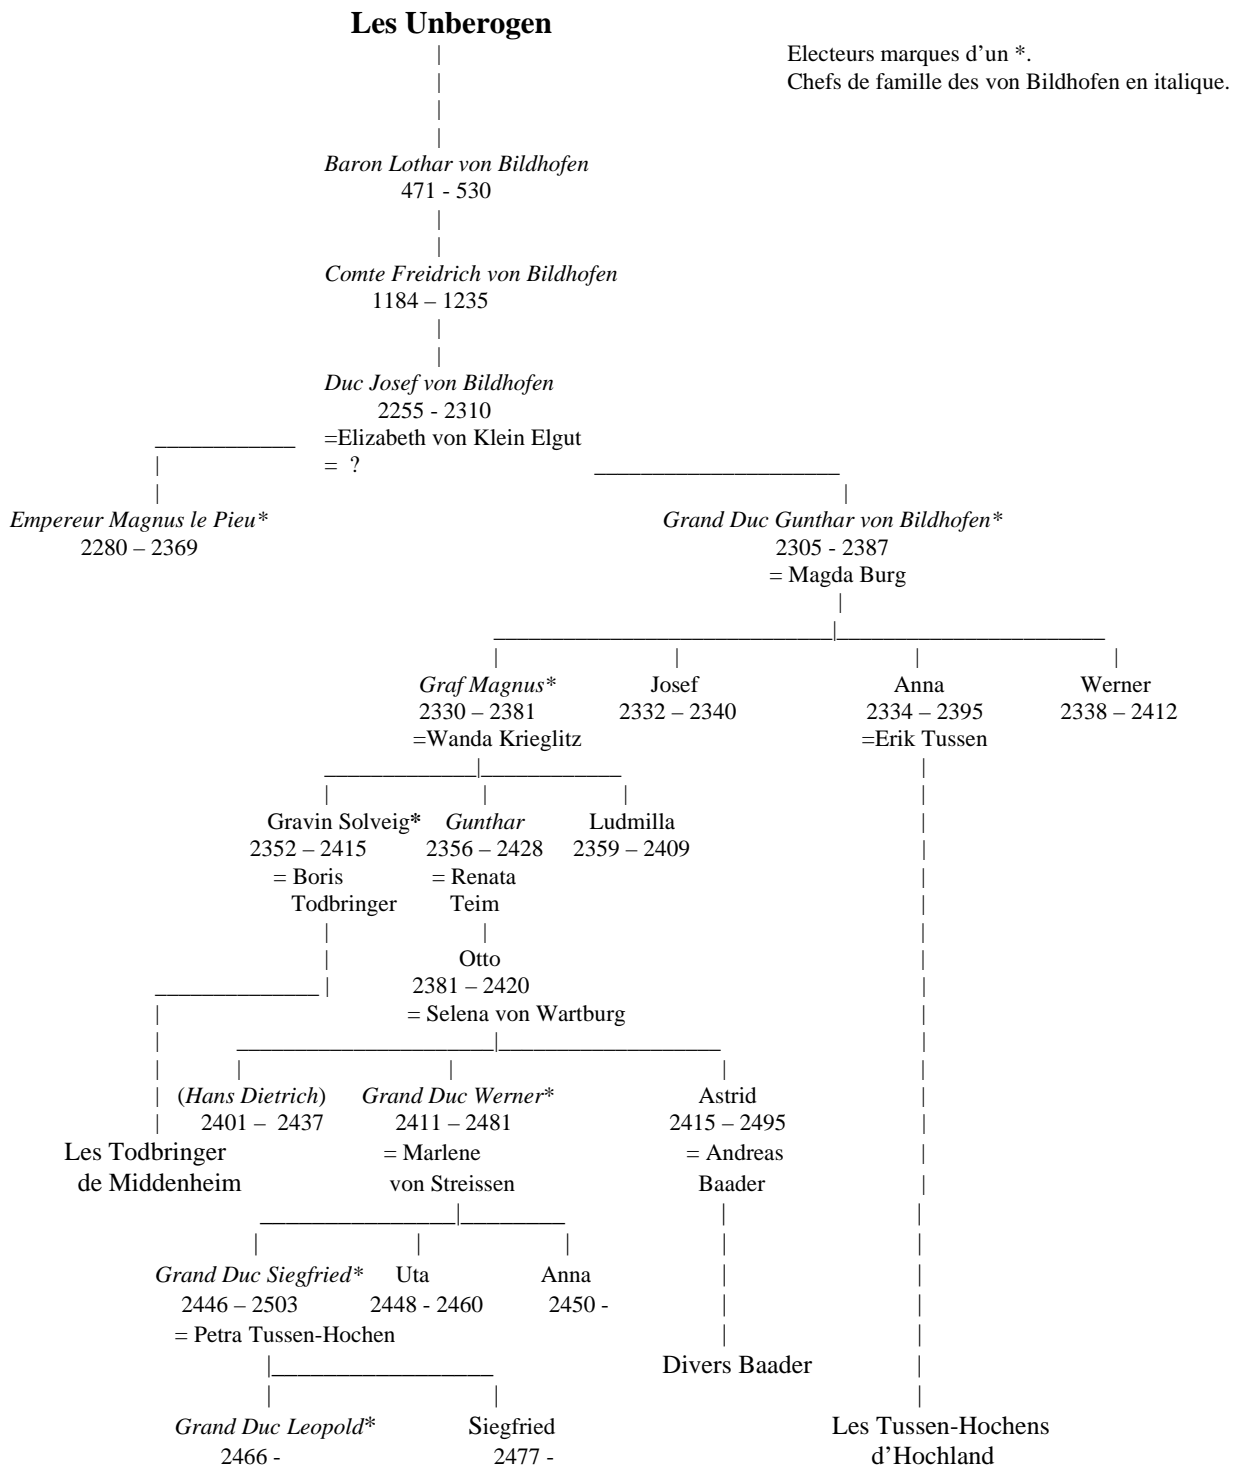 Les Unberogen
Electeurs marques d'un *.
Chefs de famille des von Bildhofen en italique.
Baron Lothar von Bildhofen
471 - 530
Comte Freidrich von Bildhofen
1184 – 1235
Duc Josef von Bildhofen
2255 - 2310
=Elizabeth von Klein Elgut
= ?
Empereur Magnus le Pieu* Grand Duc Gunthar von Bildhofen*
2280 – 2369 2305 - 2387
= Magda Burg
Graf Magnus* Josef Anna Werner
2330 – 2381 2332 – 2340 2334 – 2395 2338 – 2412
=Wanda Krieglitz =Erik Tussen
Gravin Solveig* Gunthar Ludmilla
2352 – 2415 2356 – 2428 2359 – 2409
= Boris = Renata
Todbringer Teim
Otto
2381 – 2420
= Selena von Wartburg
(Hans Dietrich) Grand Duc Werner* Astrid
2401 – 2437 2411 – 2481 2415 – 2495
Les Todbringer = Marlene = Andreas
de Middenheim von Streissen Baader
Grand Duc Siegfried* Uta Anna
2446 – 2503 2448 - 2460 2450 -
= Petra Tussen-Hochen
Divers Baader
Grand Duc Leopold* Siegfried Les Tussen-Hochens
2466 - 2477 - d'Hochland